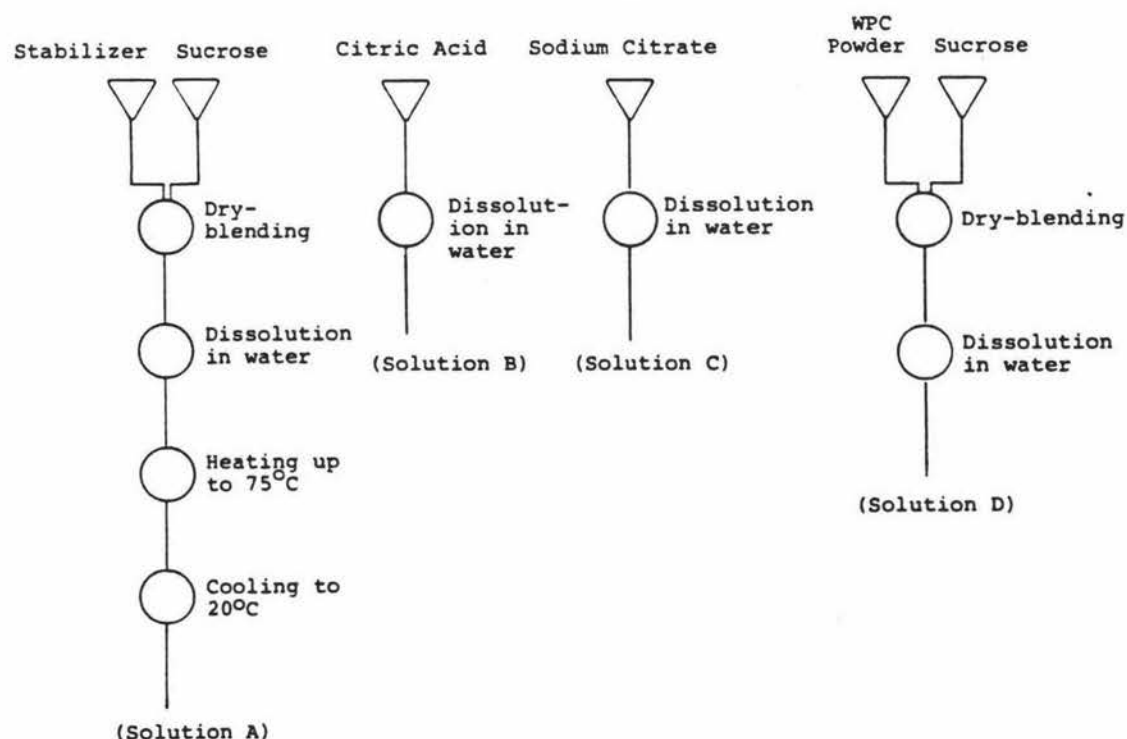 Stabilizer Sucrose
Dry-
blending
Dissolution
in water
Heating up
to 75°C
Cooling to
20°C
(Solution A)
Citric Acid
Dissolut-
ion in
water
(Solution B)
Sodium Citrate
Dissolution
in water
(Solution C)
WPC
Powder Sucrose
Dry-blending
Dissolution
in water
(Solution D)